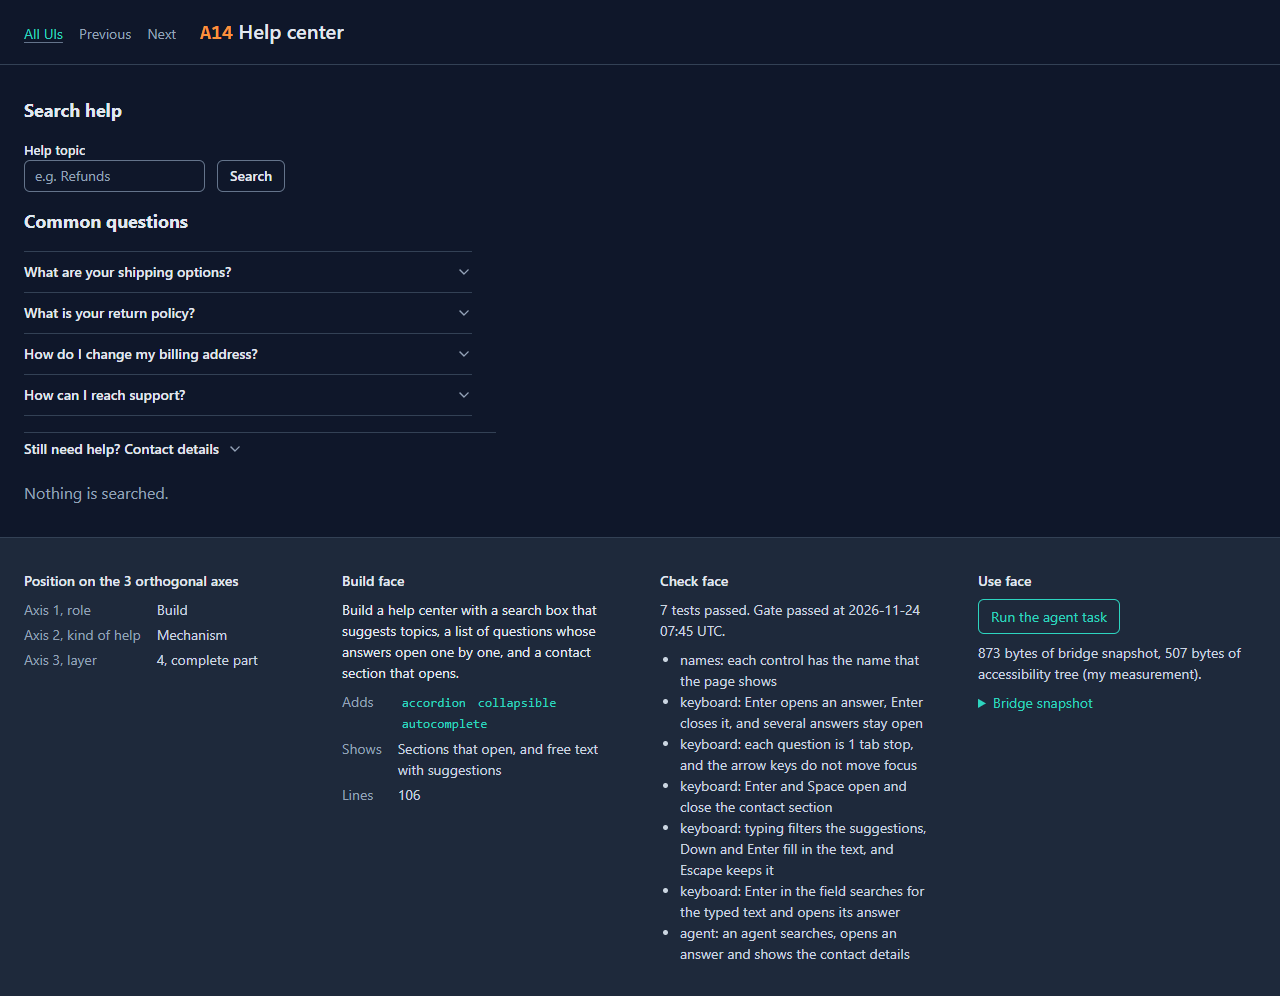 All UIs Previous Next A14 Help center
Search help
Help topic
e.g. Refunds Search
Common questions
What are your shipping options?
What is your return policy?
How do I change my billing address?
How can I reach support?
Still need help? Contact details
Nothing is searched.
Position on the 3 orthogonal axes
Axis 1, role Build
Axis 2, kind of help Mechanism
Axis 3, layer 4, complete part
Build face
Build a help center with a search box that
suggests topics, a list of questions whose
answers open one by one, and a contact
section that opens.
Adds accordion collapsible
autocomplete
Shows Sections that open, and free text
with suggestions
Lines 106
Check face
7 tests passed. Gate passed at 2026-11-24
07:45 UTC.
names: each control has the name that
the page shows
keyboard: Enter opens an answer, Enter
closes it, and several answers stay open
keyboard: each question is 1 tab stop,
and the arrow keys do not move focus
keyboard: Enter and Space open and
close the contact section
keyboard: typing filters the suggestions,
Down and Enter fill in the text, and
Escape keeps it
keyboard: Enter in the field searches for
the typed text and opens its answer
agent: an agent searches, opens an
answer and shows the contact details
Use face
Run the agent task
873 bytes of bridge snapshot, 507 bytes of
accessibility tree (my measurement).
Bridge snapshot